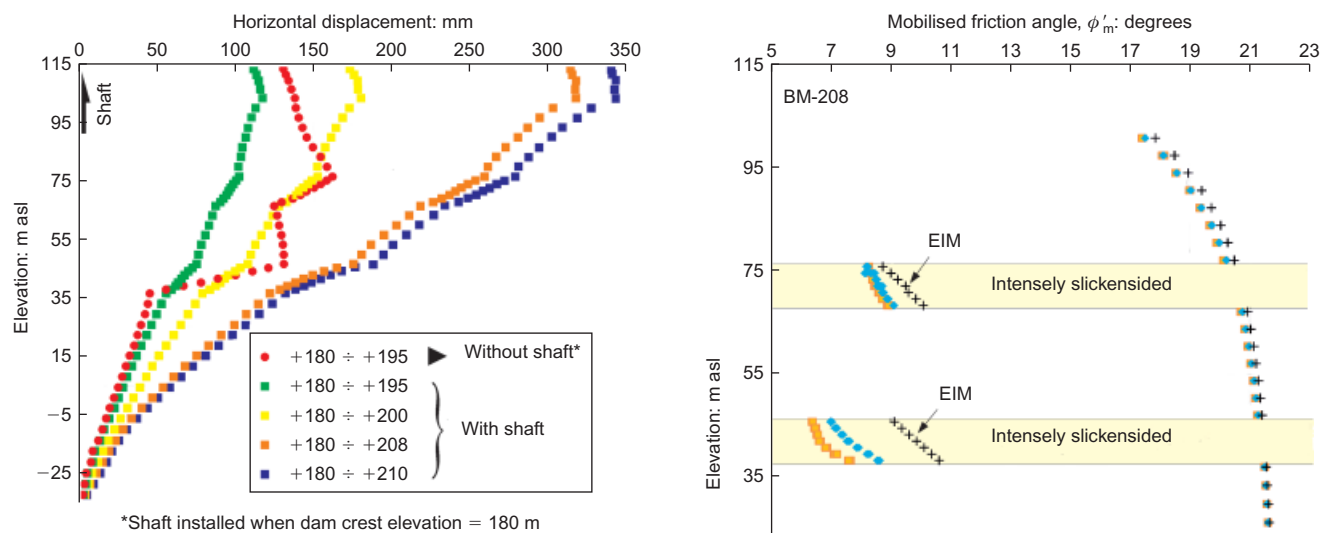 Horizontal displacement: mm
0 50 100 150 200 250 300 350
115
95
75
55
35
15
−5
−25
Elevation: m asl
Shaft
+180 ÷ +195 Without shaft*
+180 ÷ +195
+180 ÷ +200
+180 ÷ +208
+180 ÷ +210
With shaft
*Shaft installed when dam crest elevation = 180 m
Mobilised friction angle, ϕ′m: degrees
5 7 9 11 13 15 17 19 21 23
115
95
75
55
35
Elevation: m asl
BM-208
EIM
Intensely slickensided
EIM
Intensely slickensided